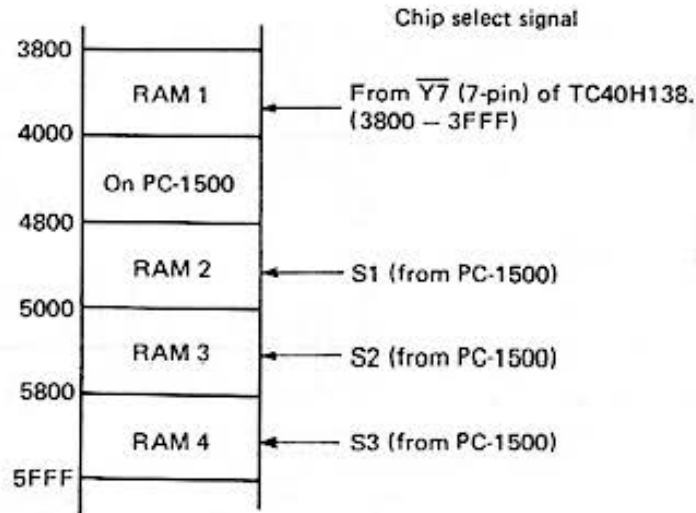 Chip select signal
3800
RAM 1
From Y7 (7-pin) of TC40H138.
(3800 – 3FFF)
4000
On PC-1500
4800
RAM 2
S1 (from PC-1500)
5000
RAM 3
S2 (from PC-1500)
5800
RAM 4
S3 (from PC-1500)
5FFF